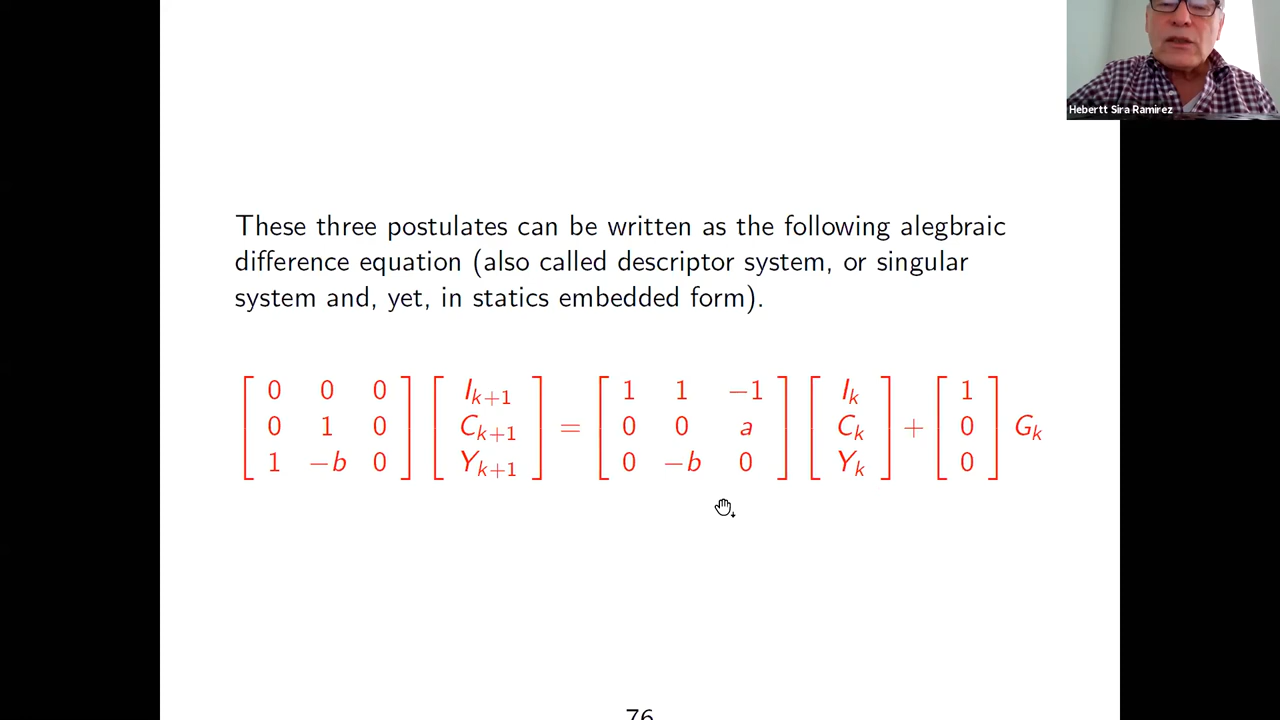 Hebertt Sira Ramirez
These three postulates can be written as the following alegbraic
difference equation (also called descriptor system, or singular
system and, yet, in statics embedded form).
[ 0 0 0 ] [ I_{k+1} ] = [ 1 1 −1 ] [ I_k ] + [ 1 ] G_k
[ 0 1 0 ] [ C_{k+1} ] [ 0 0 a ] [ C_k ] [ 0 ]
[ 1 −b 0 ] [ Y_{k+1} ] [ 0 −b 0 ] [ Y_k ] [ 0 ]
76